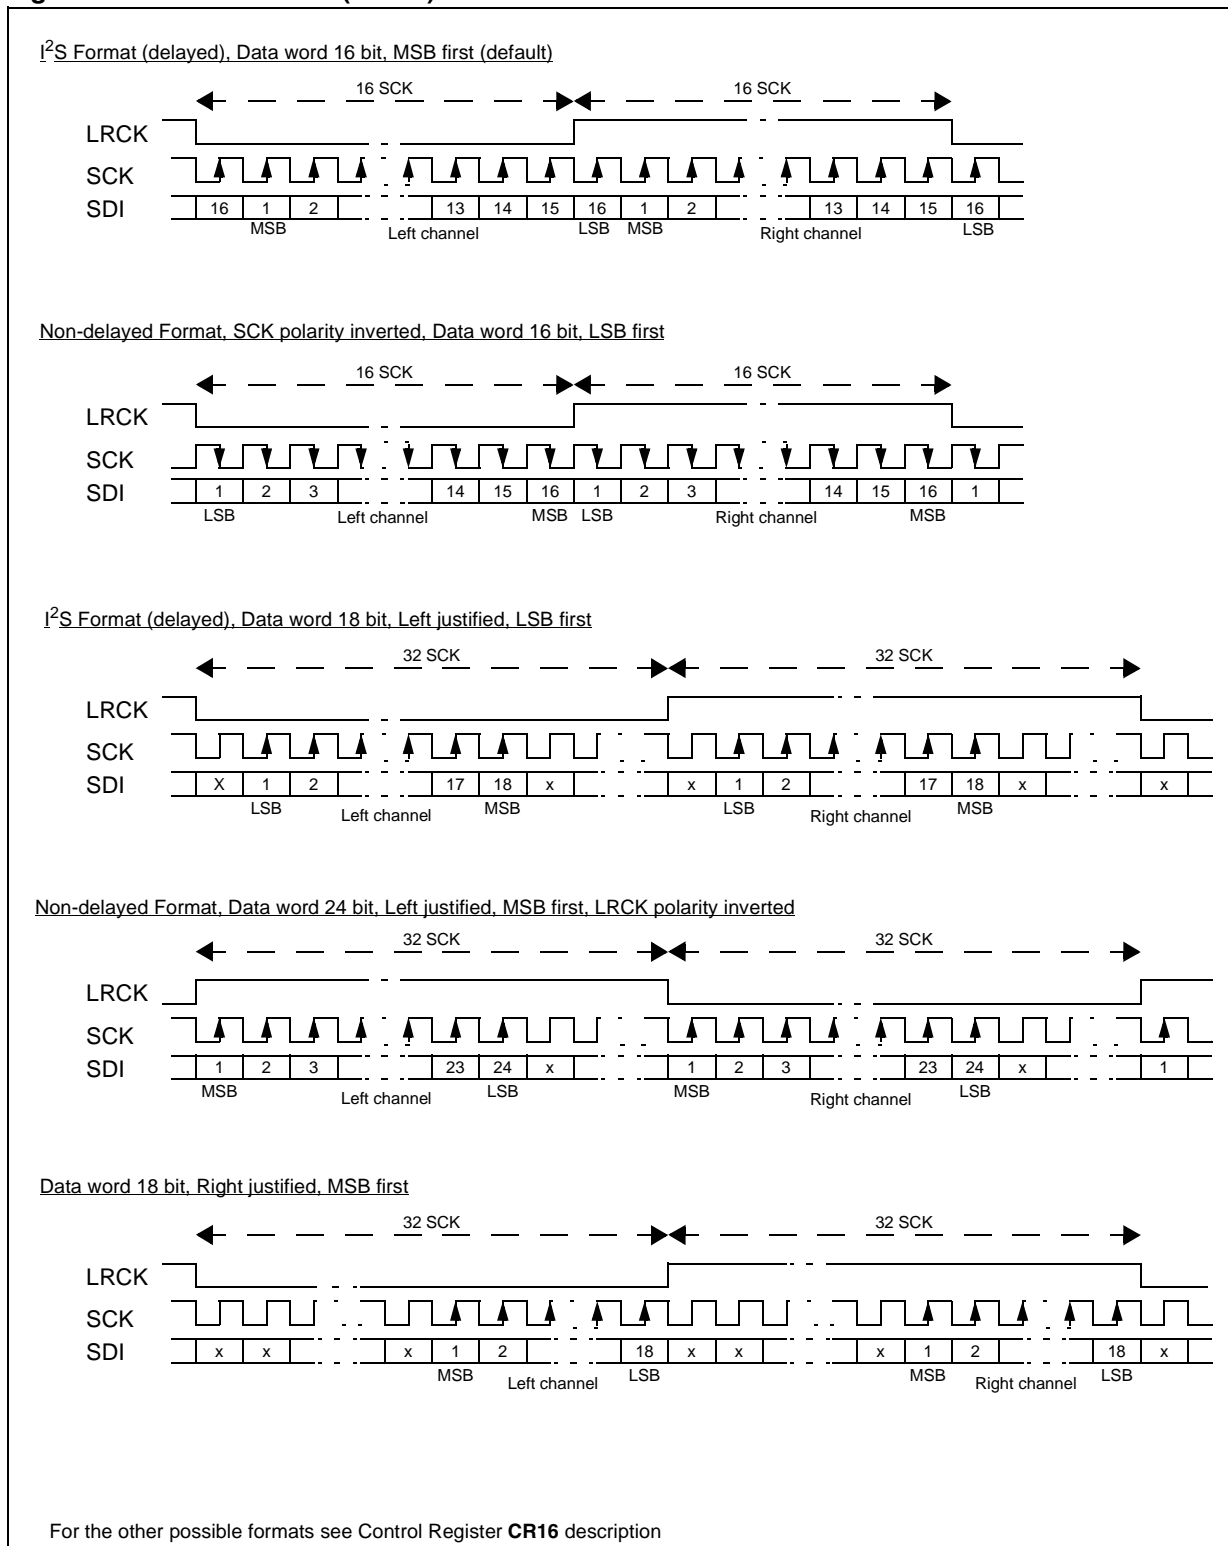 I2S Format (delayed), Data word 16 bit, MSB first (default)
16 SCK 16 SCK
LRCK
SCK
SDI 16 1 2 13 14 15 16 1 2 13 14 15 16
MSB Left channel LSB MSB Right channel LSB
Non-delayed Format, SCK polarity inverted, Data word 16 bit, LSB first
16 SCK 16 SCK
LRCK
SCK
SDI 1 2 3 14 15 16 1 2 3 14 15 16 1
LSB Left channel MSB LSB Right channel MSB
I2S Format (delayed), Data word 18 bit, Left justified, LSB first
32 SCK 32 SCK
LRCK
SCK
SDI X 1 2 17 18 x x 1 2 17 18 x x
LSB Left channel MSB LSB Right channel MSB
Non-delayed Format, Data word 24 bit, Left justified, MSB first, LRCK polarity inverted
32 SCK 32 SCK
LRCK
SCK
SDI 1 2 3 23 24 x 1 2 3 23 24 x 1
MSB Left channel LSB MSB Right channel LSB
Data word 18 bit, Right justified, MSB first
32 SCK 32 SCK
LRCK
SCK
SDI x x x 1 2 18 x x x 1 2 18 x
MSB Left channel LSB MSB Right channel LSB
For the other possible formats see Control Register CR16 description